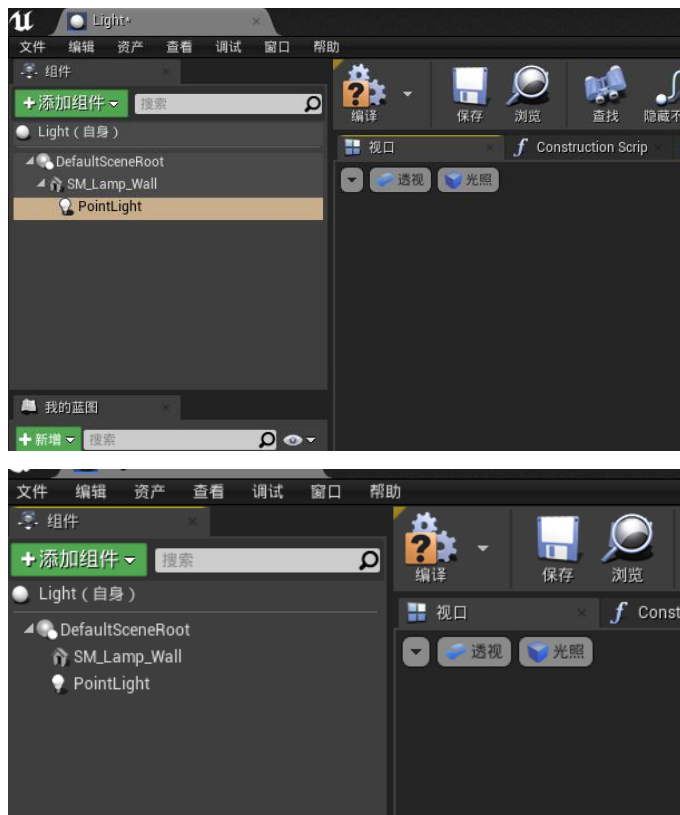 Light*
文件 编辑 资产 查看 调试 窗口 帮助
组件
+添加组件 搜索
编译 保存 浏览 查找
Light（自身）
视口 Construction Scrip
DefaultSceneRoot
透视 光照
SM_Lamp_Wall
PointLight
我的蓝图
+新增 搜索
文件 编辑 资产 查看 调试 窗口 帮助
组件
+添加组件 搜索
编译 保存 浏览
Light（自身）
视口 Const
DefaultSceneRoot
透视 光照
SM_Lamp_Wall
PointLight